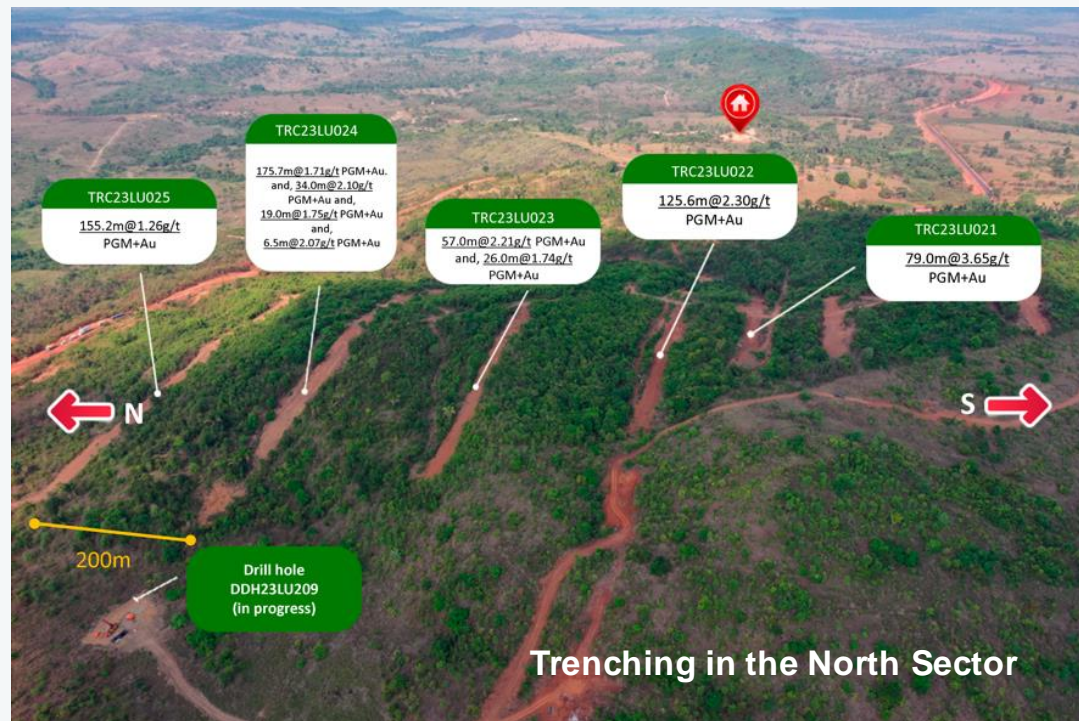 TRC23LU024
175.7m@1.71g/t PGM+Au.
and, 34.0m@2.10g/t
PGM+Au and,
19.0m@1.75g/t PGM+Au
and,
6.5m@2.07g/t PGM+Au
TRC23LU025
155.2m@1.26g/t
PGM+Au
TRC23LU023
57.0m@2.21g/t PGM+Au
and, 26.0m@1.74g/t
PGM+Au
TRC23LU022
125.6m@2.30g/t
PGM+Au
TRC23LU021
79.0m@3.65g/t
PGM+Au
N
S
200m
Drill hole
DDH23LU209
(in progress)
Trenching in the North Sector